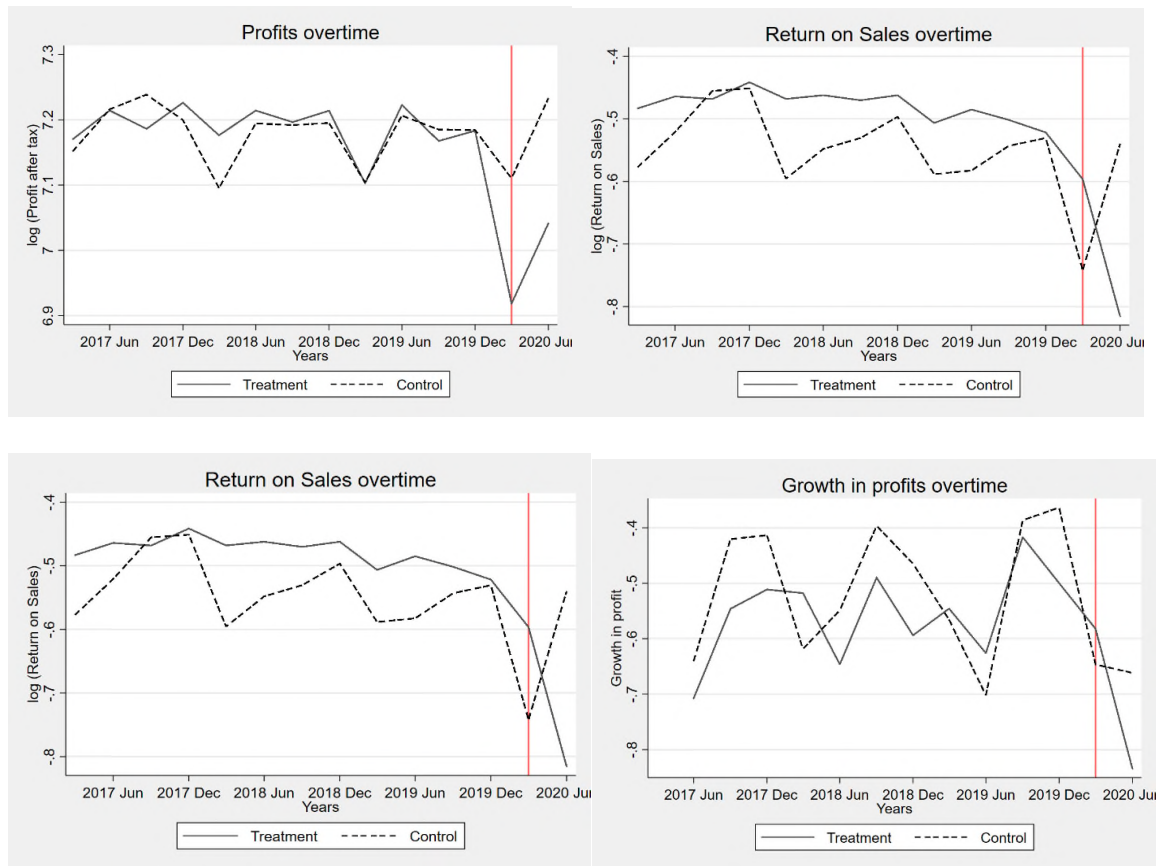 Profits overtime
log (Profit after tax)
7.3
7.2
7.1
7
6.9
2017 Jun 2017 Dec 2018 Jun 2018 Dec 2019 Jun 2019 Dec 2020 Jun
Years
Treatment Control
Return on Sales overtime
log (Return on Sales)
-.4
-.5
-.6
-.7
-.8
2017 Jun 2017 Dec 2018 Jun 2018 Dec 2019 Jun 2019 Dec 2020 Jur
Years
Treatment Control
Return on Sales overtime
log (Return on Sales)
-.4
-.5
-.6
-.7
-.8
2017 Jun 2017 Dec 2018 Jun 2018 Dec 2019 Jun 2019 Dec 2020 Jun
Years
Treatment Control
Growth in profits overtime
Growth in profit
-.4
-.5
-.6
-.7
-.8
2017 Jun 2017 Dec 2018 Jun 2018 Dec 2019 Jun 2019 Dec 2020 Jur
Years
Treatment Control